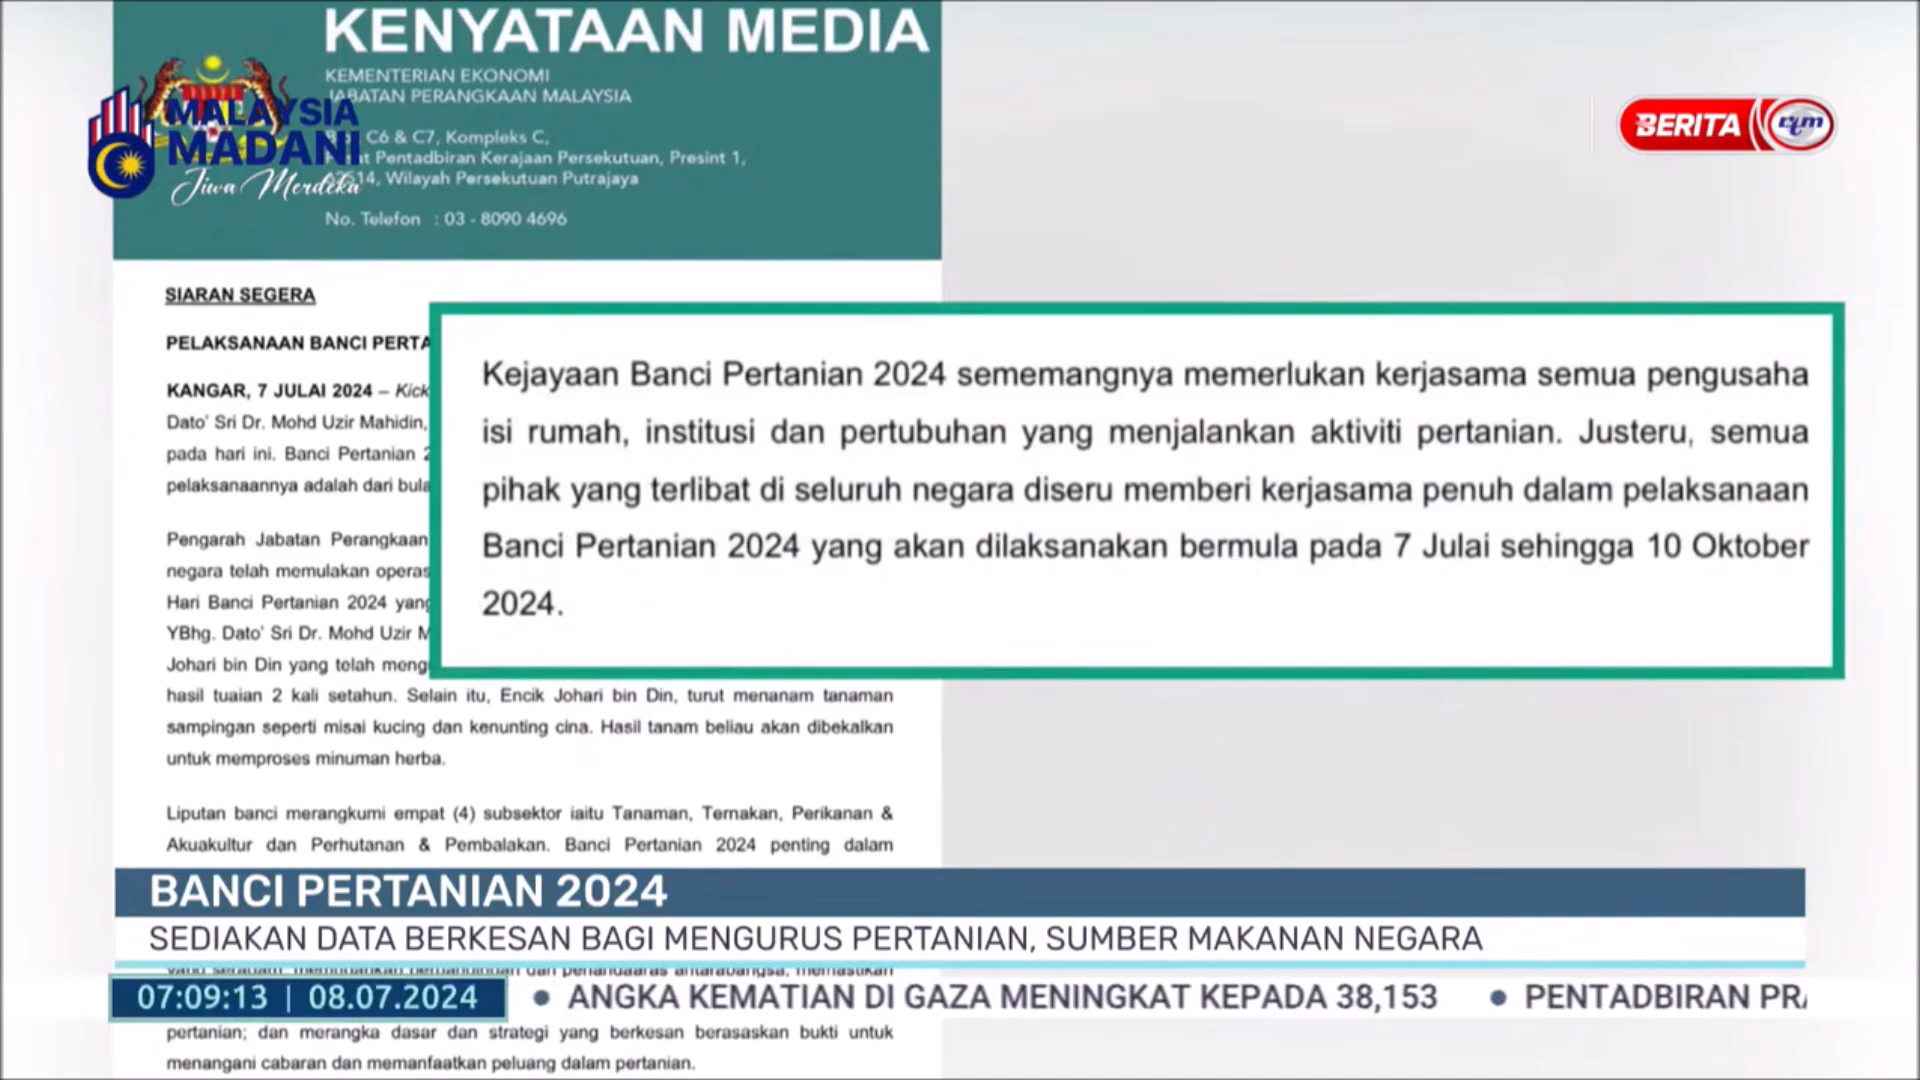 KENYATAAN MEDIA
KEMENTERIAN EKONOMI
JABATAN PERANGKAAN MALAYSIA
C6 & C7, Kompleks C,
Pentadbiran Kerajaan Persekutuan, Presint 1,
Wilayah Persekutuan Putrajaya
No. Telefon : 03 - 8090 4696
MALAYSIA
MADANI
Jiwa Merdeka
BERITA rtm
SIARAN SEGERA
PELAKSANAAN BANCI
KANGAR, 7 JULAI 2024 – Kick
Dato' Sri Dr. Mohd Uzir Mahidin,
pada hari ini. Banci Pertanian
pelaksanaannya adalah dari
Pengarah Jabatan Perangkaan
negara telah memulakan
Hari Banci Pertanian 2024
YBhg. Dato' Sri Dr. Mohd Uzir
Johari bin Din yang telah
hasil tuaian 2 kali setahun. Selain itu, Encik Johari bin Din, turut menanam tanaman
sampingan seperti misai kucing dan kenunting cina. Hasil tanam beliau akan dibekalkan
untuk memproses minuman herba.
Liputan banci merangkumi empat (4) subsektor iaitu Tanaman, Ternakan, Perikanan &
Akuakultur dan Perhutanan & Pembalakan. Banci Pertanian 2024 penting dalam
Kejayaan Banci Pertanian 2024 sememangnya memerlukan kerjasama semua pengusaha
isi rumah, institusi dan pertubuhan yang menjalankan aktiviti pertanian. Justeru, semua
pihak yang terlibat di seluruh negara diseru memberi kerjasama penuh dalam pelaksanaan
Banci Pertanian 2024 yang akan dilaksanakan bermula pada 7 Julai sehingga 10 Oktober
2024.
BANCI PERTANIAN 2024
SEDIAKAN DATA BERKESAN BAGI MENGURUS PERTANIAN, SUMBER MAKANAN NEGARA
07:09:13 | 08.07.2024 • ANGKA KEMATIAN DI GAZA MENINGKAT KEPADA 38,153 • PENTADBIRAN
pertanian; dan merangka dasar dan strategi yang berkesan berasaskan bukti untuk
menangani cabaran dan memanfaatkan peluang dalam pertanian.